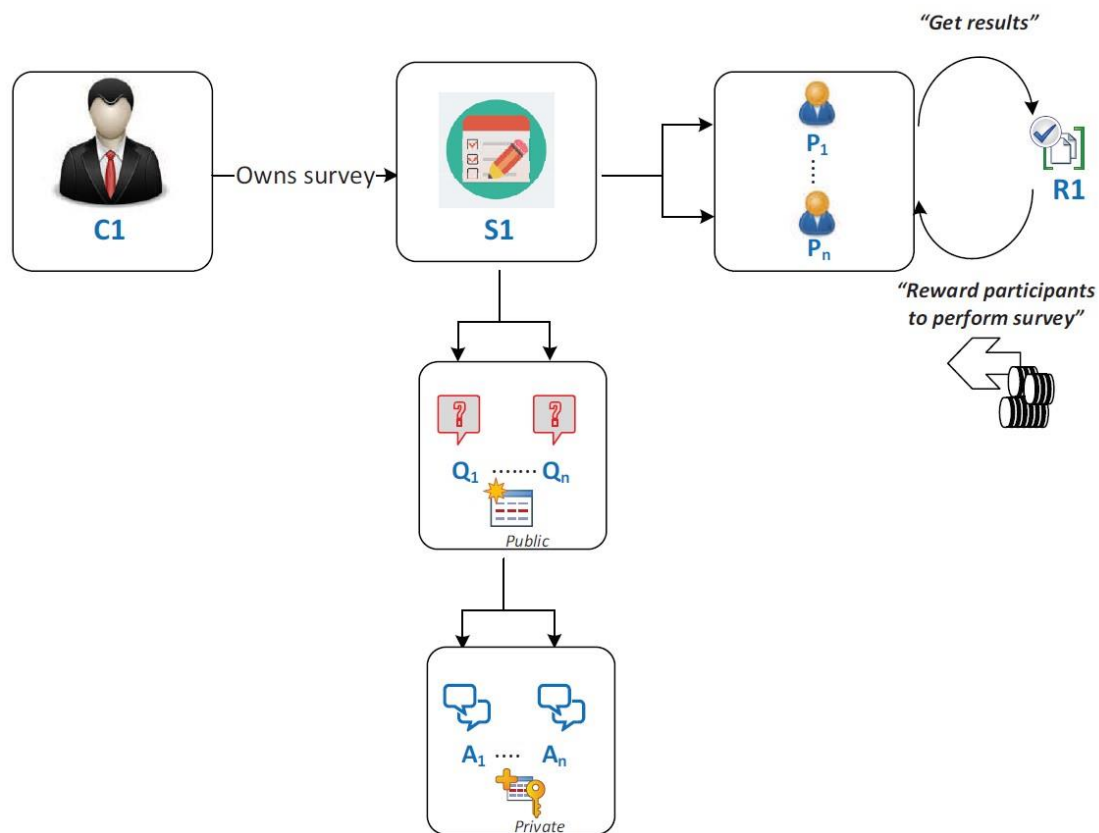 “Get results”
C1
Owns survey
S1
P1
Pn
R1
“Reward participants
to perform survey”
Q1 ....... Qn
Public
A1 .... An
Private